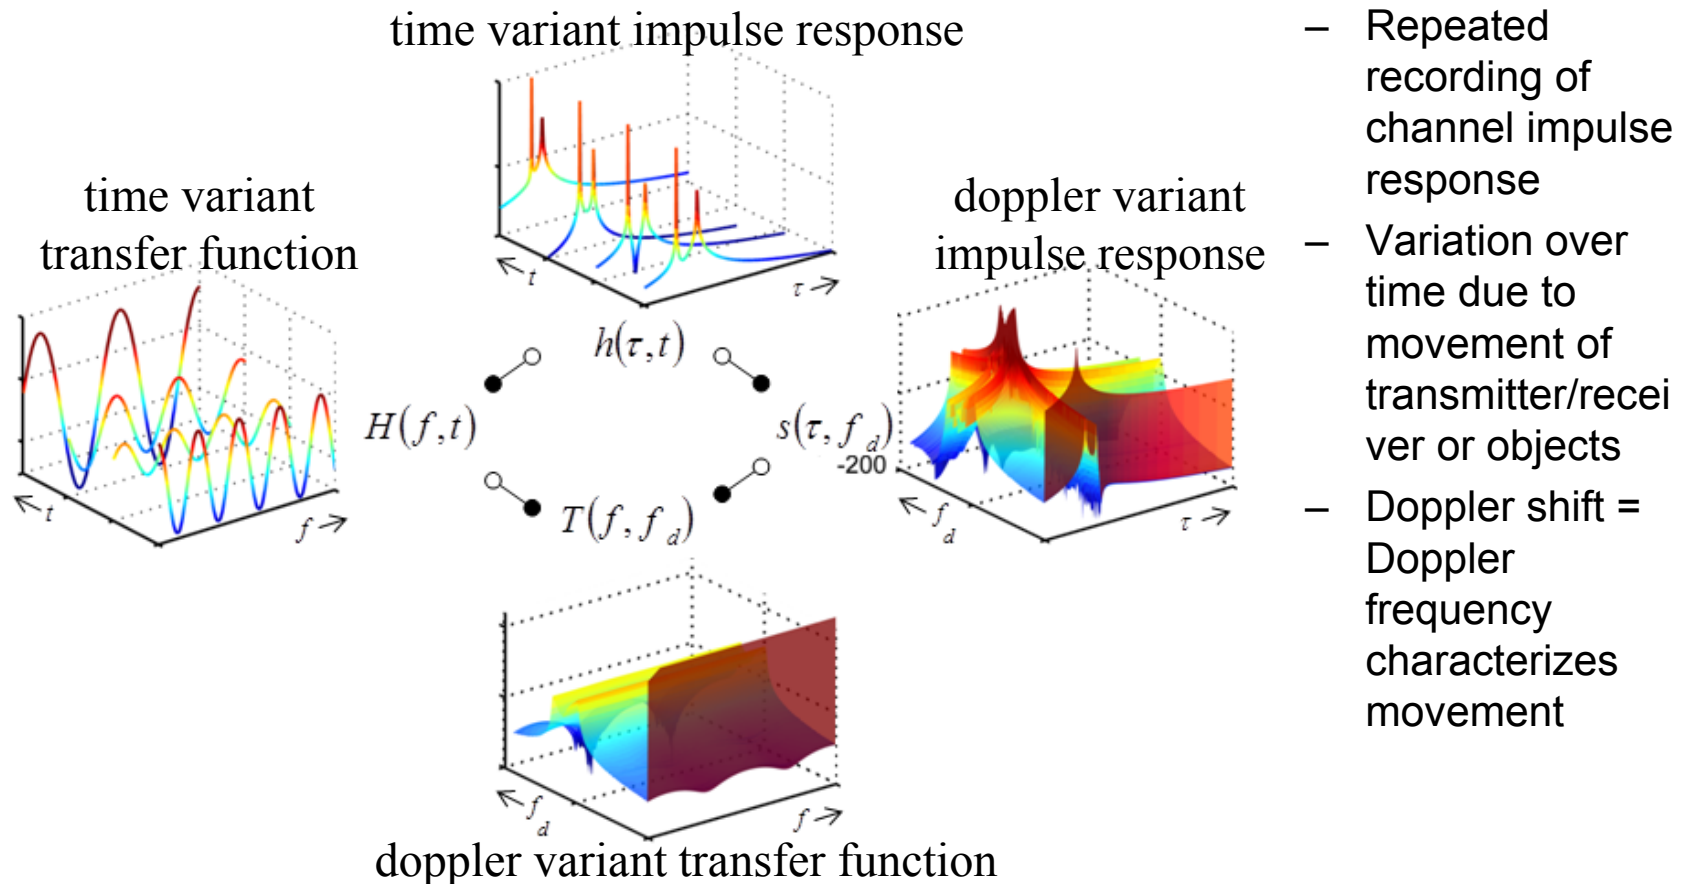 time variant impulse response
t
τ
time variant
transfer function
t
f
doppler variant
impulse response
-200
f_d
τ
h(τ,t)
H(f,t)
s(τ,f_d)
T(f,f_d)
f_d
f
doppler variant transfer function
– Repeated
recording of
channel impulse
response
– Variation over
time due to
movement of
transmitter/recei
ver or objects
– Doppler shift =
Doppler
frequency
characterizes
movement